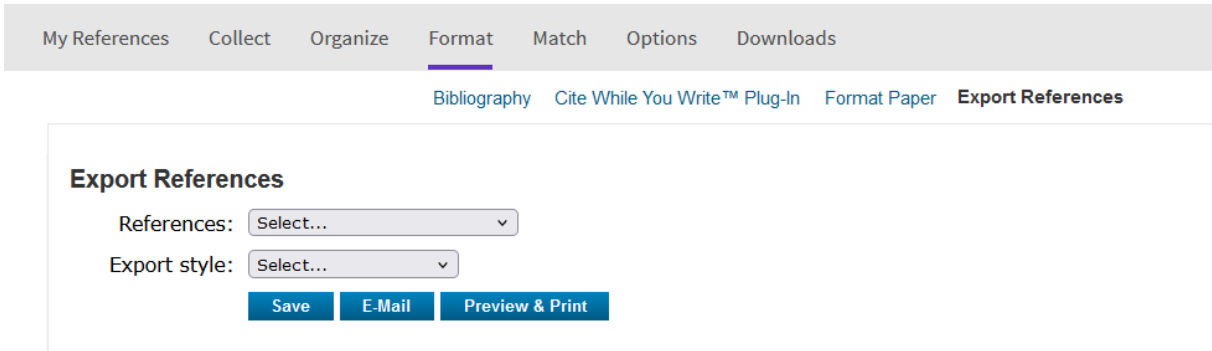 My References Collect Organize Format Match Options Downloads
Bibliography Cite While You Write™ Plug-In Format Paper Export References
Export References
References: Select...
Export style: Select...
Save E-Mail Preview & Print